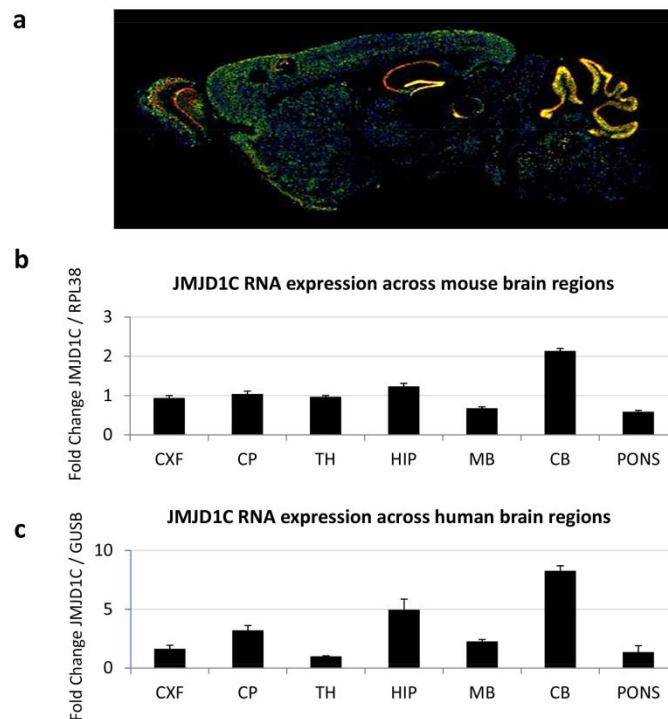 a
b
JMJD1C RNA expression across mouse brain regions
Fold Change JMJD1C / RPL38
3
2
1
0
CXF CP TH HIP MB CB PONS
c
JMJD1C RNA expression across human brain regions
Fold Change JMJD1C / GUSB
10
5
0
CXF CP TH HIP MB CB PONS